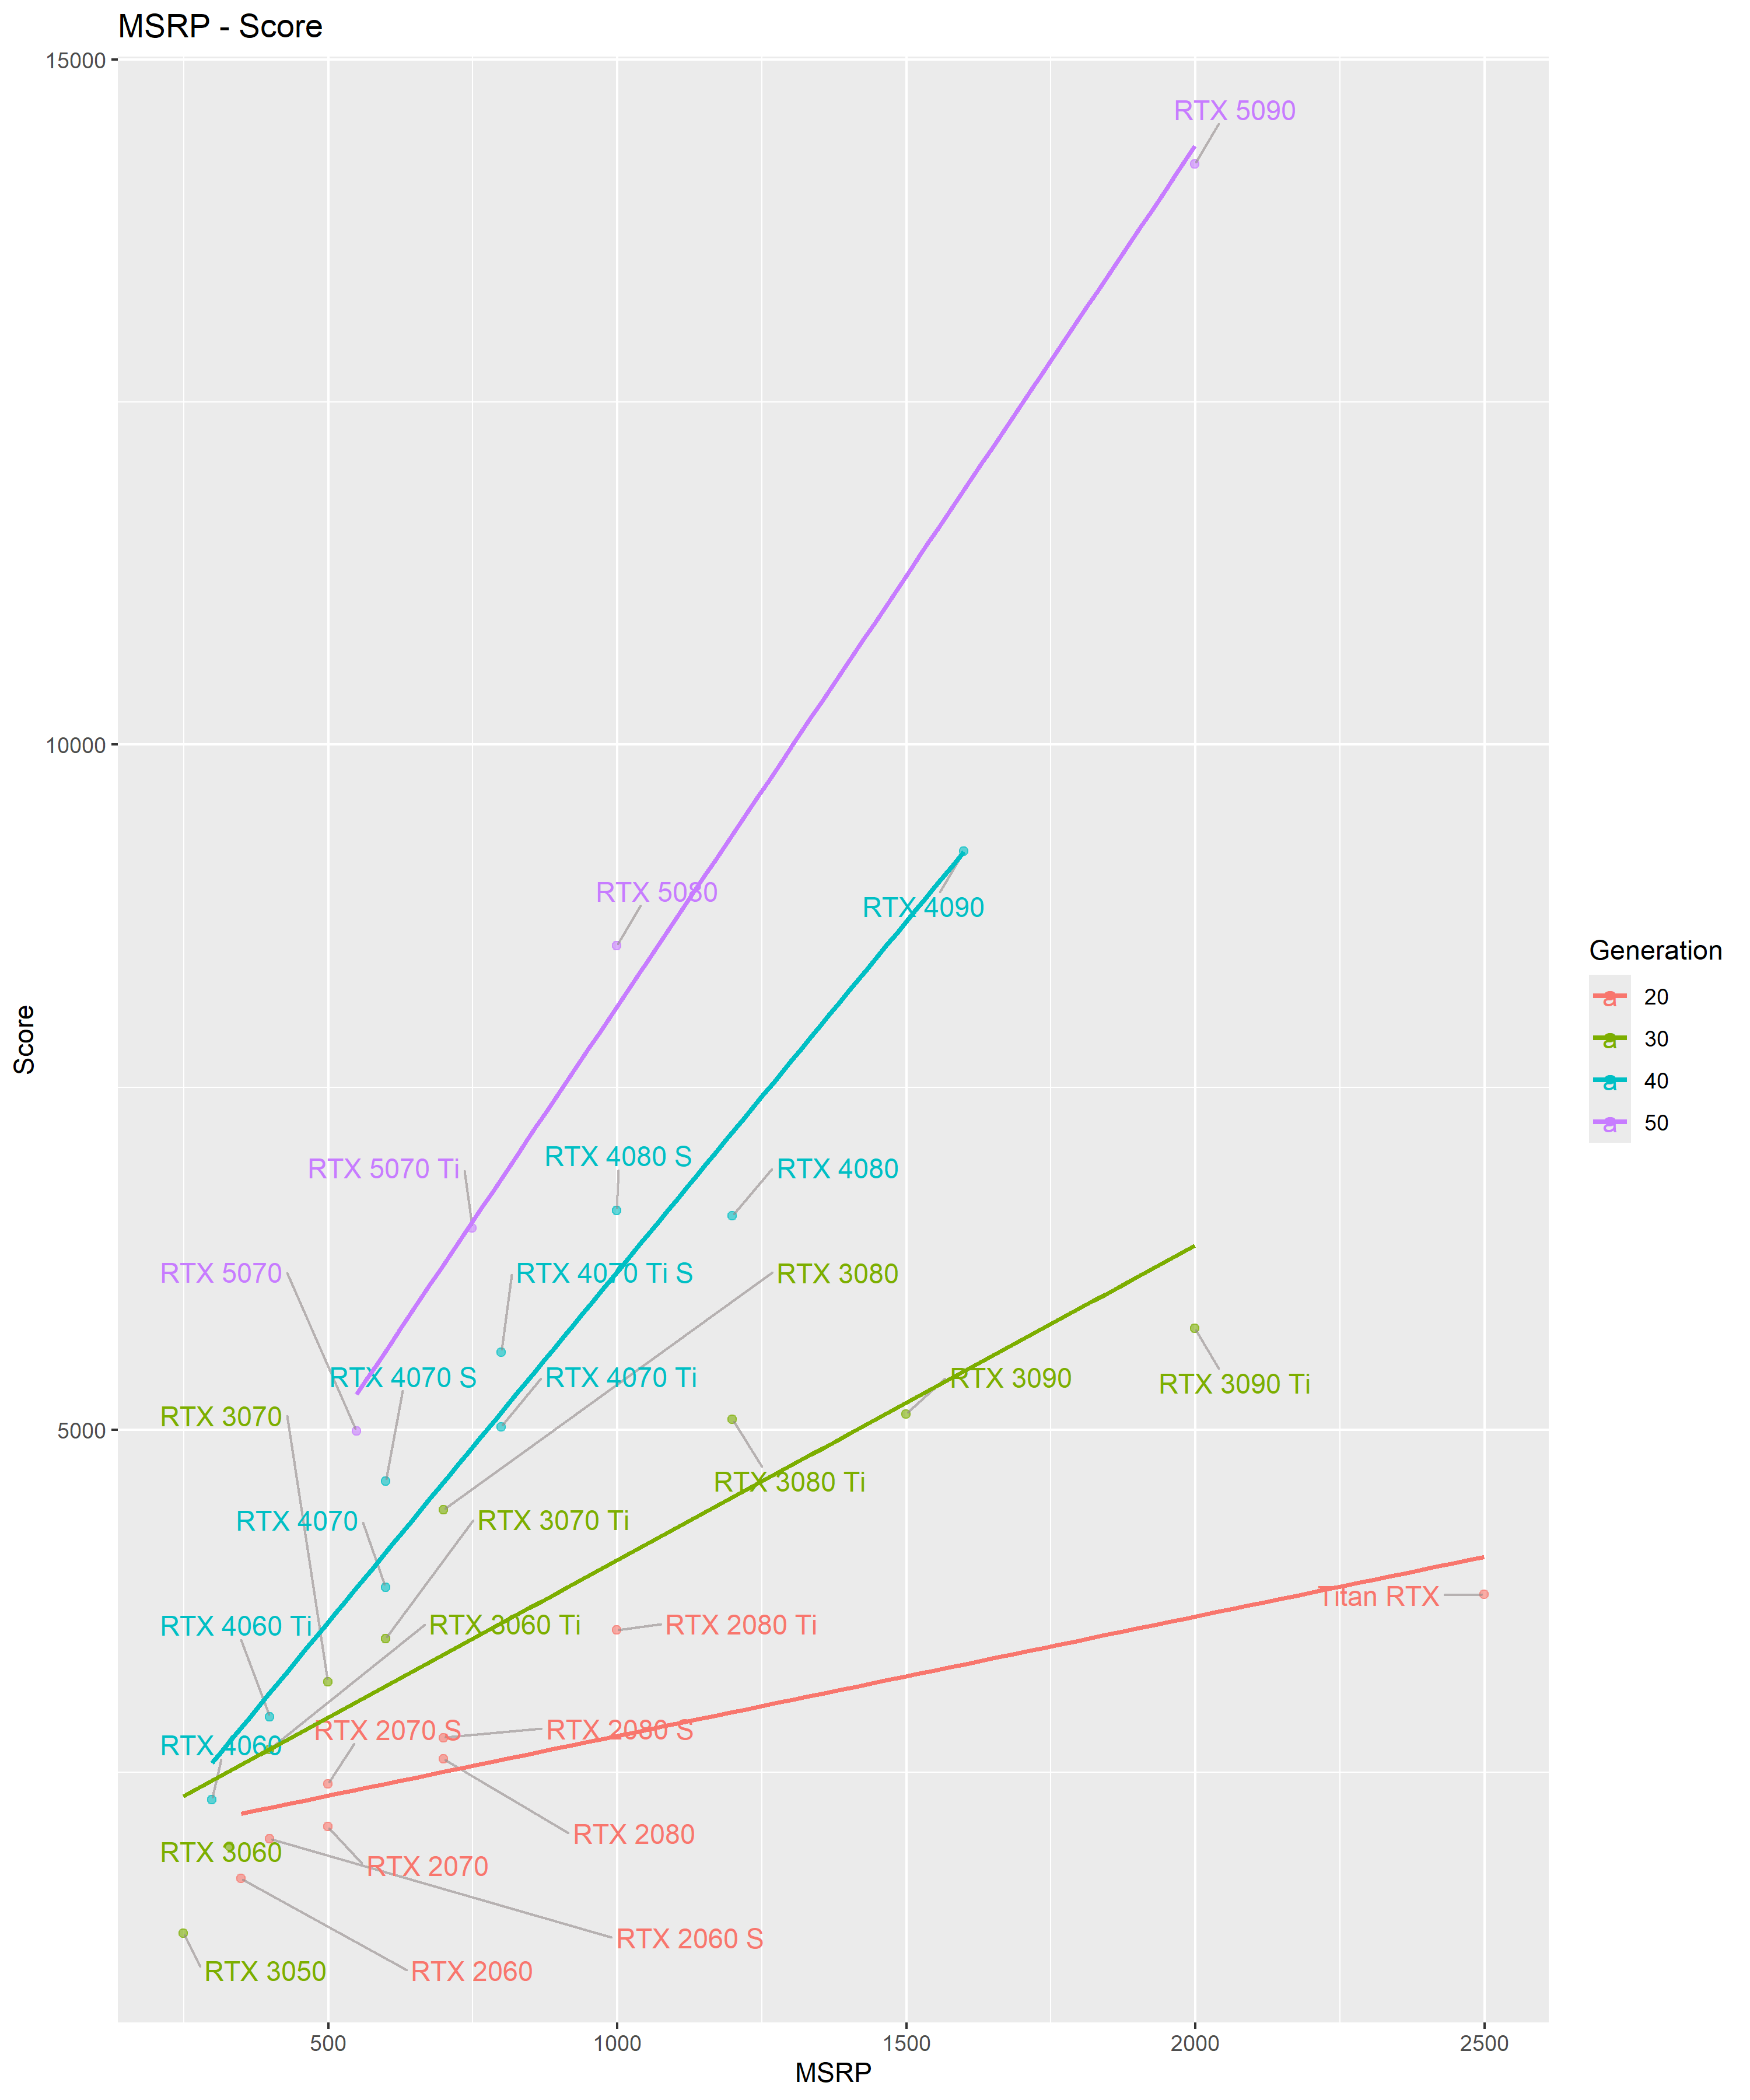 MSRP - Score
15000
RTX 5090
10000
RTX 5080
RTX 4090
Generation
20
30
40
50
Score
RTX 4080 S
RTX 5070 Ti
RTX 4080
RTX 5070
RTX 4070 Ti S
RTX 3080
RTX 4070 S
RTX 4070 Ti
RTX 3090
RTX 3090 Ti
RTX 3070
5000
RTX 3080 Ti
RTX 4070
RTX 3070 Ti
Titan RTX
RTX 4060 Ti
RTX 3060 Ti
RTX 2080 Ti
RTX 2070 S
RTX 2080 S
RTX 4060
RTX 2080
RTX 3060
RTX 2070
RTX 2060 S
RTX 3050
RTX 2060
500
1000
1500
2000
2500
MSRP